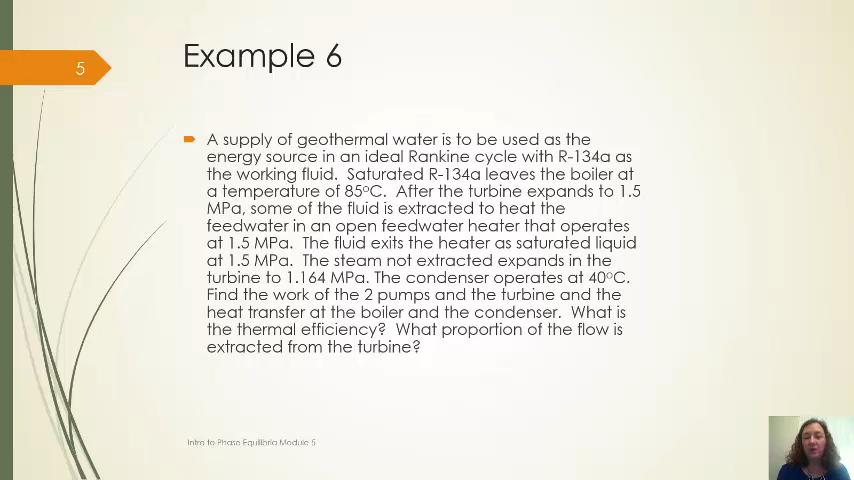 5
Example 6
A supply of geothermal water is to be used as the
energy source in an ideal Rankine cycle with R-134a as
the working fluid.  Saturated R-134a leaves the boiler at
a temperature of 85°C.  After the turbine expands to 1.5
MPa, some of the fluid is extracted to heat the
feedwater in an open feedwater heater that operates
at 1.5 MPa.  The fluid exits the heater as saturated liquid
at 1.5 MPa.  The steam not extracted expands in the
turbine to 1.164 MPa. The condenser operates at 40°C.
Find the work of the 2 pumps and the turbine and the
heat transfer at the boiler and the condenser.  What is
the thermal efficiency?  What proportion of the flow is
extracted from the turbine?
Intro to Phase Equilibria Module 5